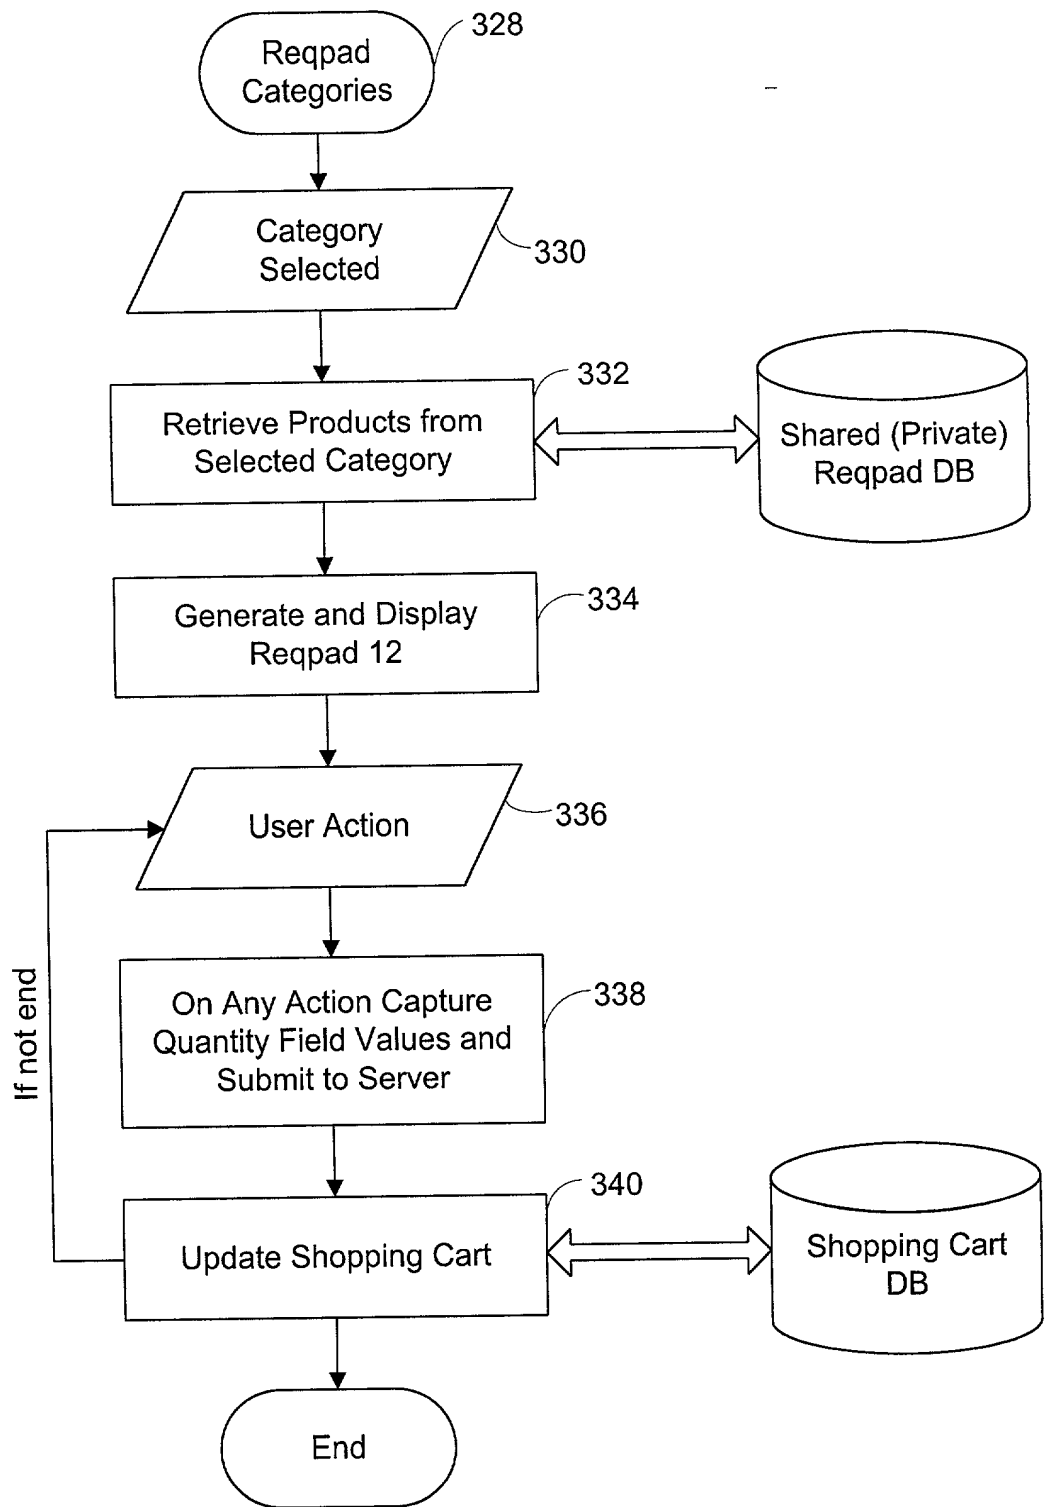 328
Reqpad
Categories
Category
Selected
330
332
Retrieve Products from
Selected Category
Shared (Private)
Reqpad DB
334
Generate and Display
Reqpad 12
User Action
336
If not end
On Any Action Capture
Quantity Field Values and
Submit to Server
338
340
Update Shopping Cart
Shopping Cart
DB
End